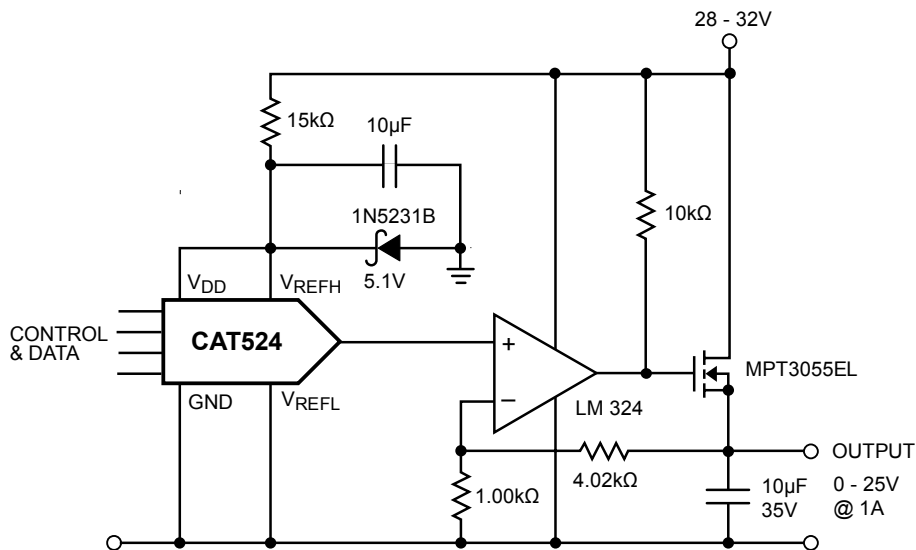 28 - 32V
15kΩ
10µF
10kΩ
1N5231B
5.1V
VDD
VREFH
CONTROL
& DATA
CAT524
+
–
MPT3055EL
GND
VREFL
LM 324
OUTPUT
4.02kΩ
1.00kΩ
10µF
35V
0 - 25V
@ 1A